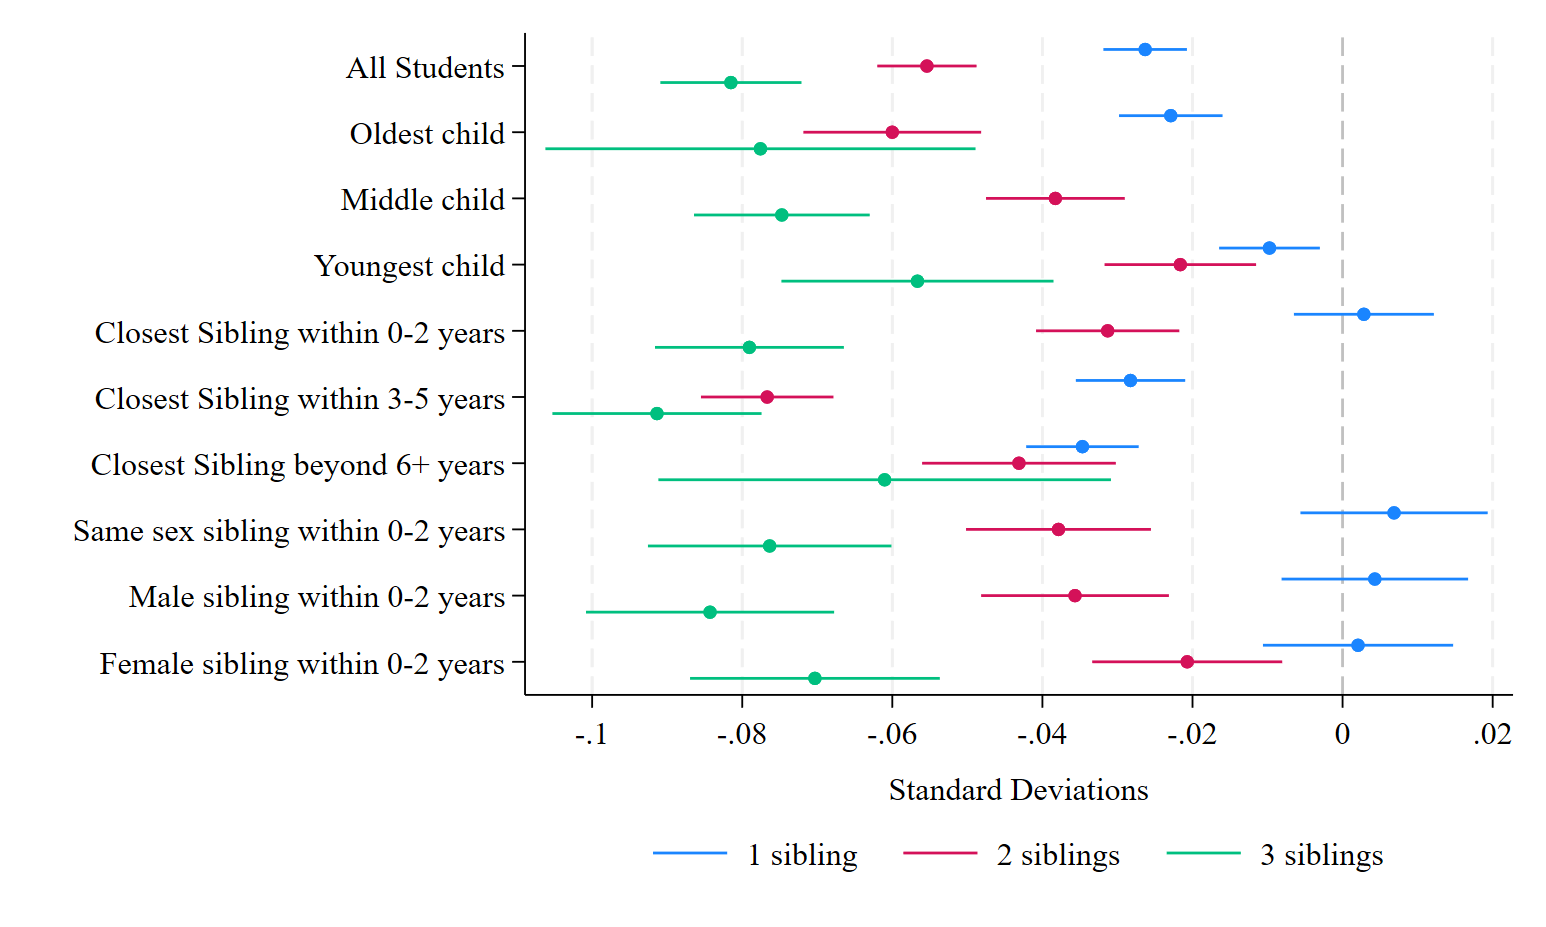 All Students
Oldest child
Middle child
Youngest child
Closest Sibling within 0-2 years
Closest Sibling within 3-5 years
Closest Sibling beyond 6+ years
Same sex sibling within 0-2 years
Male sibling within 0-2 years
Female sibling within 0-2 years
-.1 -.08 -.06 -.04 -.02 0 .02
Standard Deviations
1 sibling 2 siblings 3 siblings